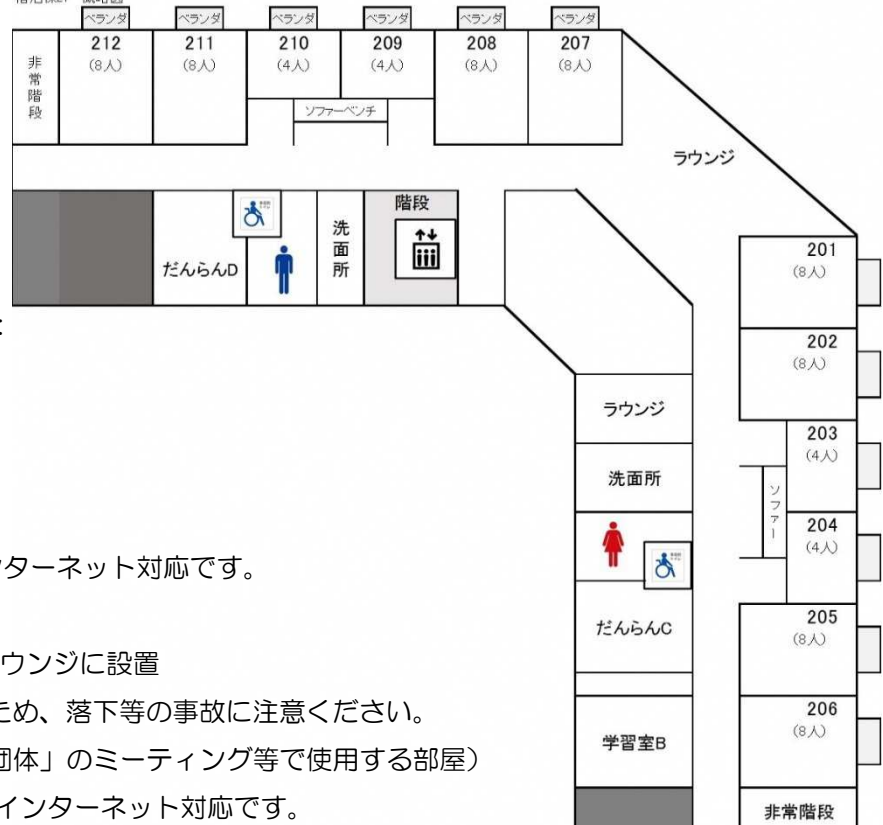 ベランダ ベランダ ベランダ ベランダ ベランダ ベランダ
非常階段
212
(8人)
211
(8人)
210
(4人)
209
(4人)
208
(8人)
207
(8人)
ソファーベンチ
ラウンジ
だんらんD
洗面所
階段
201
(8人)
202
(8人)
203
(4人)
204
(4人)
ソファー
205
(8人)
206
(8人)
非常階段
ラウンジ
洗面所
だんらんC
学習室B
ターネット対応です。
ウンジに設置
ため、落下等の事故に注意ください。
団体」のミーティング等で使用する部屋）
インターネット対応です。